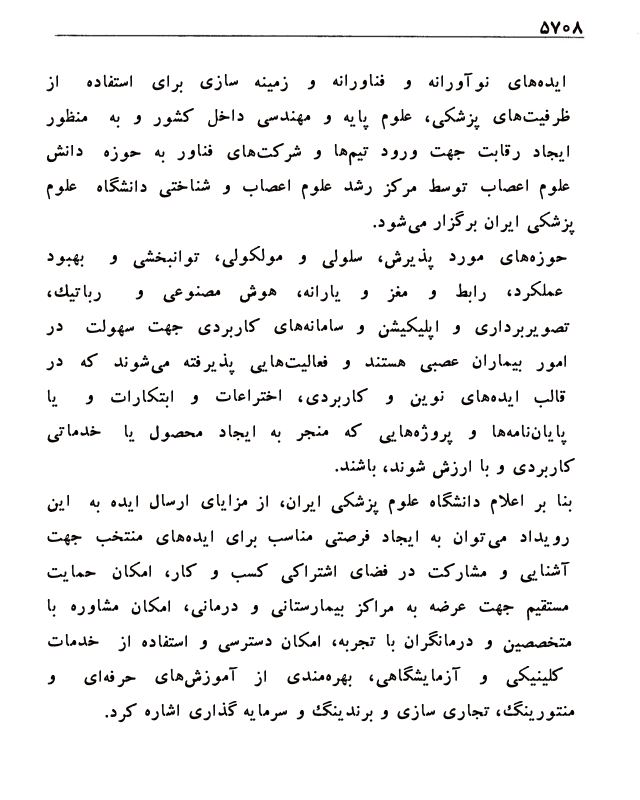 ۵۷۰۸
ایده‌های نوآورانه و فناورانه و زمینه سازی برای استفاده از
ظرفیت‌های پزشکی، علوم پایه و مهندسی داخل کشور و به منظور
ایجاد رقابت جهت ورود تیم‌ها و شرکت‌های فناور به حوزه دانش
علوم اعصاب توسط مرکز رشد علوم اعصاب و شناختی دانشگاه علوم
پزشکی ایران برگزار می‌شود.
حوزه‌های مورد پذیرش، سلولی و مولکولی، توانبخشی و بهبود
عملکرد، رابط و مغز و یارانه، هوش مصنوعی و رباتیك،
تصویربرداری و اپلیکیشن و سامانه‌های کاربردی جهت سهولت در
امور بیماران عصبی هستند و فعالیت‌هایی پذیرفته می‌شوند که در
قالب ایده‌های نوین و کاربردی، اختراعات و ابتکارات و یا
پایان‌نامه‌ها و پروژه‌هایی که منجر به ایجاد محصول یا خدماتی
کاربردی و با ارزش شوند، باشند.
بنا بر اعلام دانشگاه علوم پزشکی ایران، از مزایای ارسال ایده به این
رویداد می‌توان به ایجاد فرصتی مناسب برای ایده‌های منتخب جهت
آشنایی و مشارکت در فضای اشتراکی کسب و کار، امکان حمایت
مستقیم جهت عرضه به مراکز بیمارستانی و درمانی، امکان مشاوره با
متخصصین و درمانگران با تجربه، امکان دسترسی و استفاده از خدمات
کلینیکی و آزمایشگاهی، بهره‌مندی از آموزش‌های حرفه‌ای و
منتورینگ، تجاری سازی و برندینگ و سرمایه گذاری اشاره کرد.